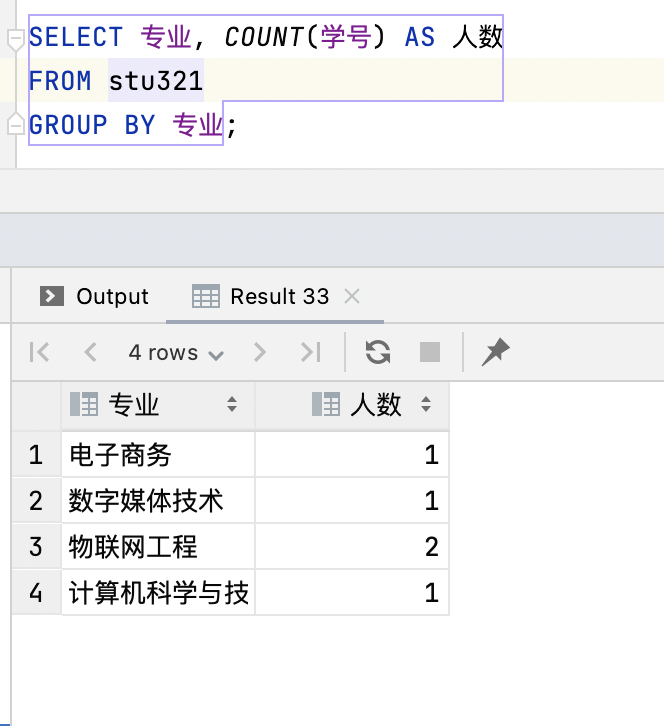 SELECT 专业, COUNT(学号) AS 人数
FROM stu321
GROUP BY 专业;
Output Result 33
4 rows
专业 人数
1 电子商务 1
2 数字媒体技术 1
3 物联网工程 2
4 计算机科学与技 1